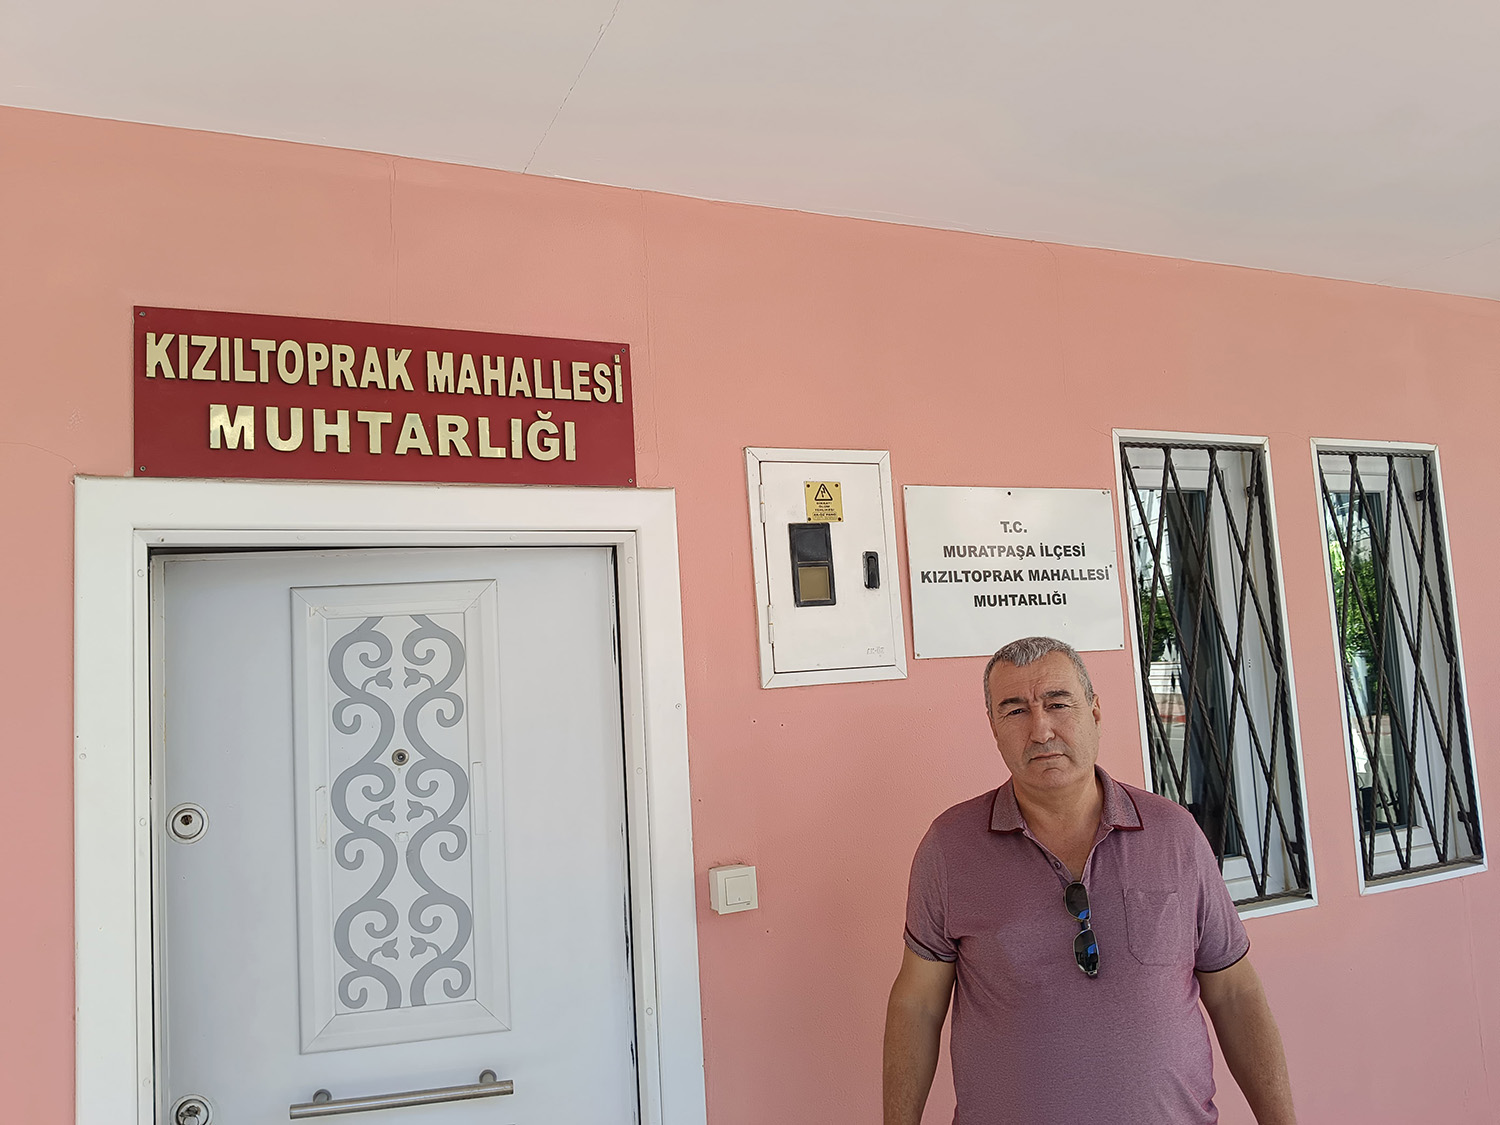 KIZILTOPRAK MAHALLESİ
MUHTARLIĞI
T.C.
MURATPAŞA İLÇESİ
KIZILTOPRAK MAHALLESİ
MUHTARLIĞI